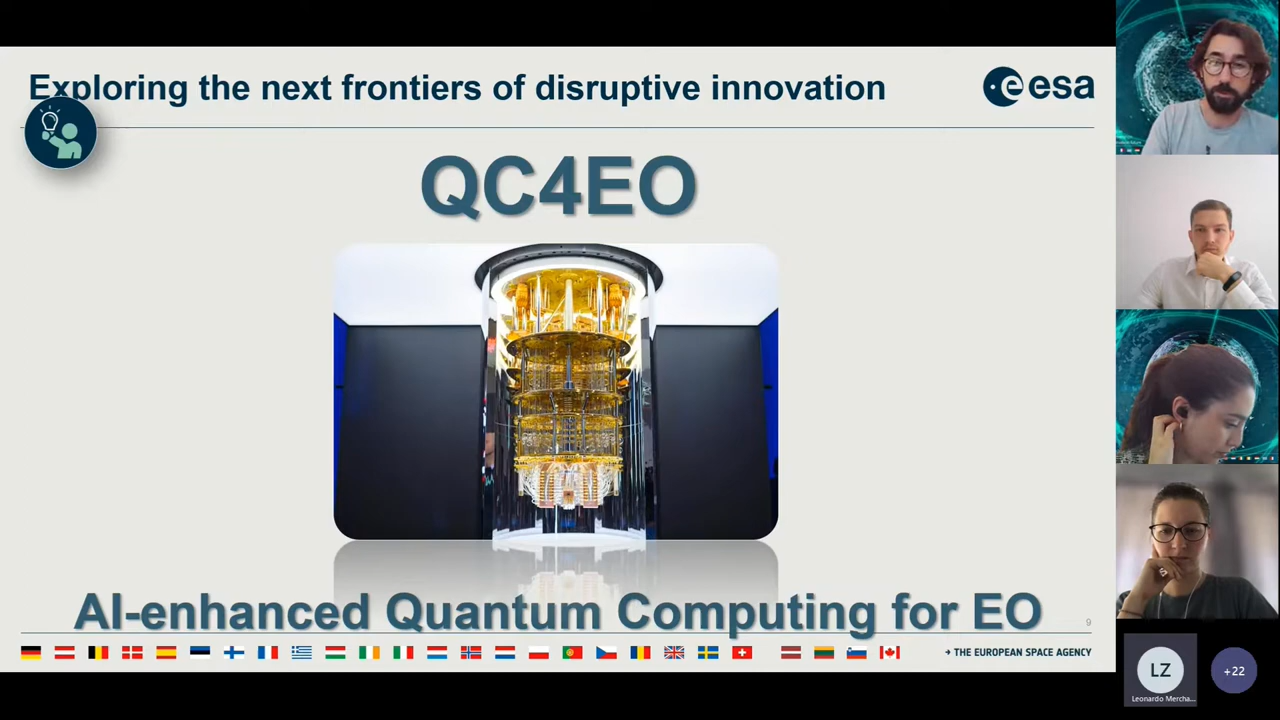 Exploring the next frontiers of disruptive innovation
esa
QC4EO
AI-enhanced Quantum Computing for EO
9
→ THE EUROPEAN SPACE AGENCY
LZ
Leonardo Mercha...
+22